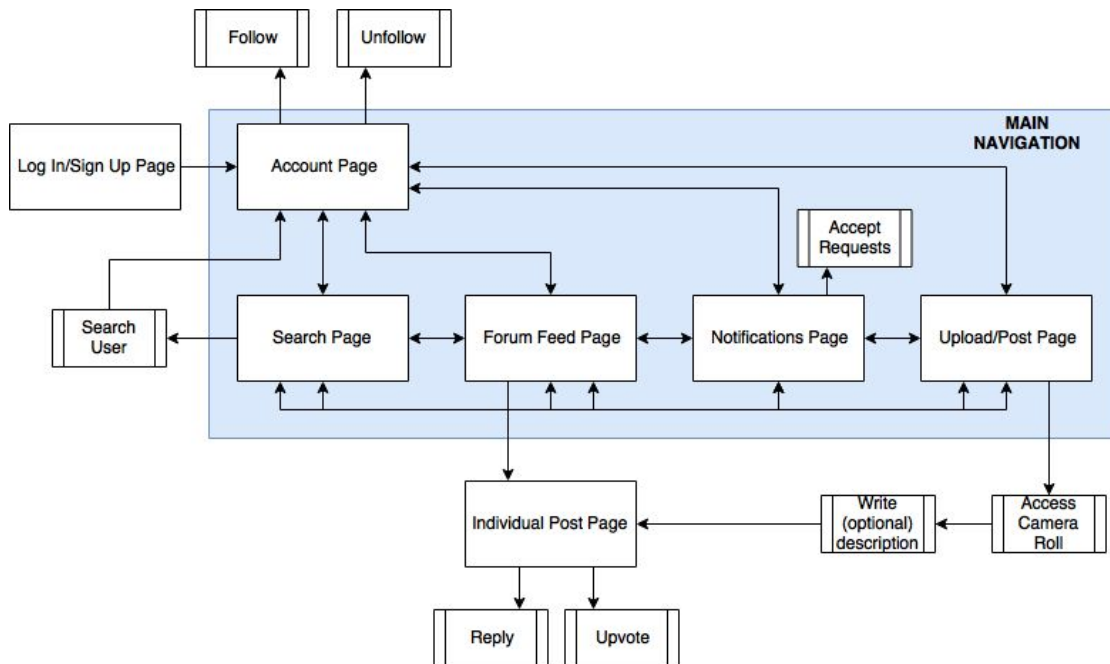 Follow
Unfollow
MAIN
NAVIGATION
Log In/Sign Up Page
Account Page
Accept
Requests
Search
User
Search Page
Forum Feed Page
Notifications Page
Upload/Post Page
Individual Post Page
Write
(optional)
description
Access
Camera
Roll
Reply
Upvote